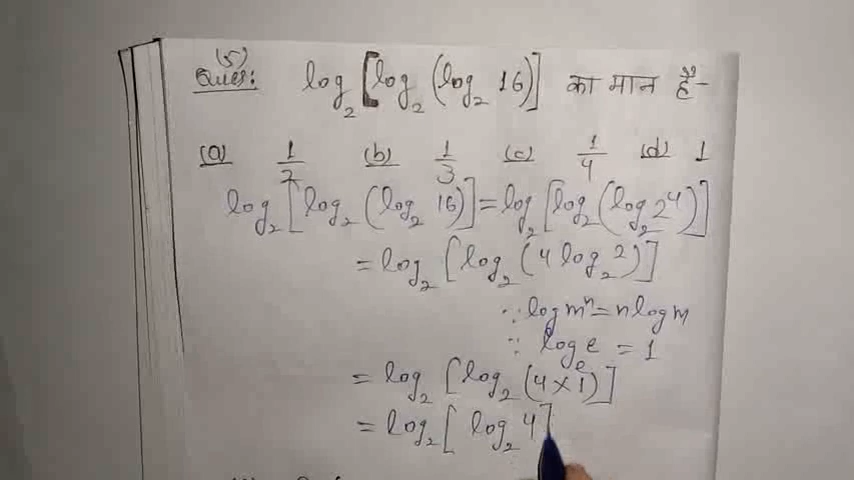 (5)
Ques: log₂[log₂(log₂ 16)] का मान है-
(a) 1/2 (b) 1/3 (c) 1/4 (d) 1
log₂[log₂(log₂ 16)] = log₂[log₂(log₂ 2⁴)]
= log₂[log₂(4 log₂ 2)]
∵ log mⁿ = n log m
∵ logₑ e = 1
= log₂[log₂(4×1)]
= log₂[log₂ 4]